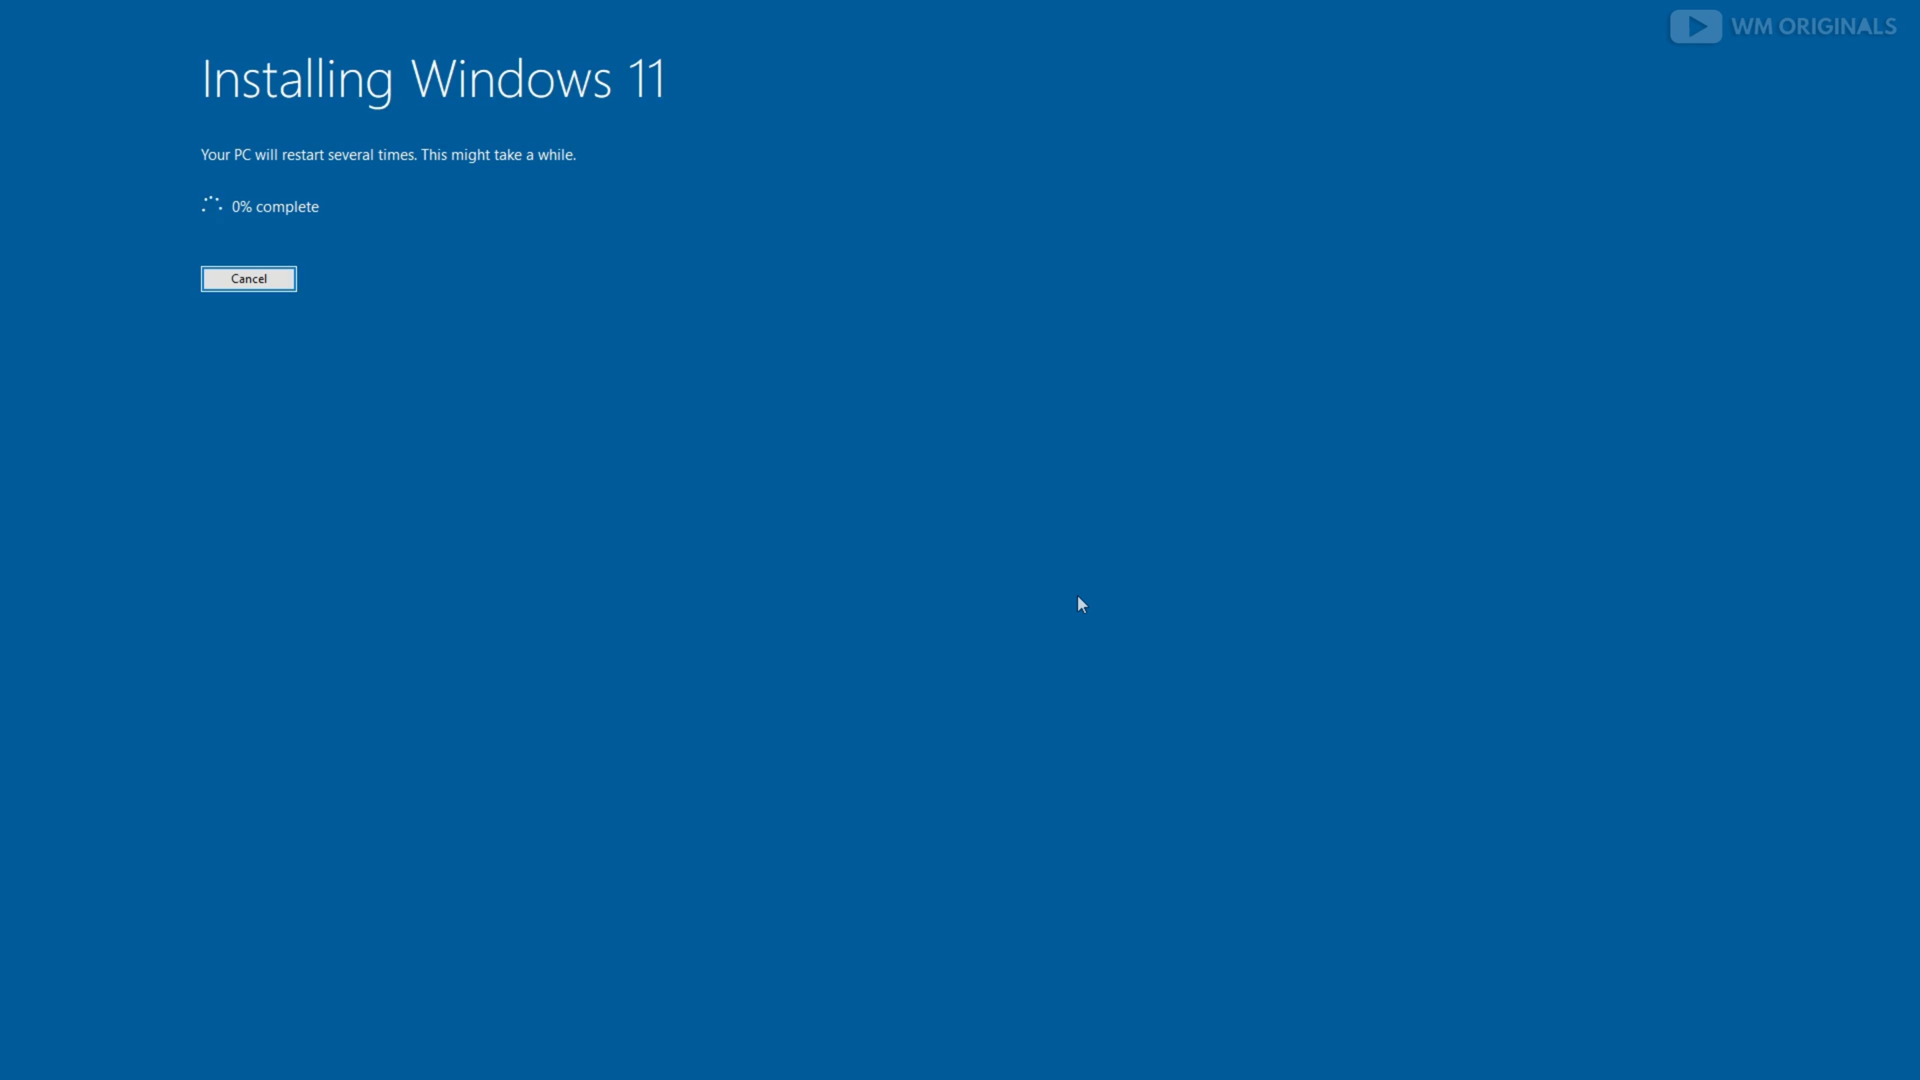 WM ORIGINALS
Installing Windows 11
Your PC will restart several times. This might take a while.
0% complete
Cancel